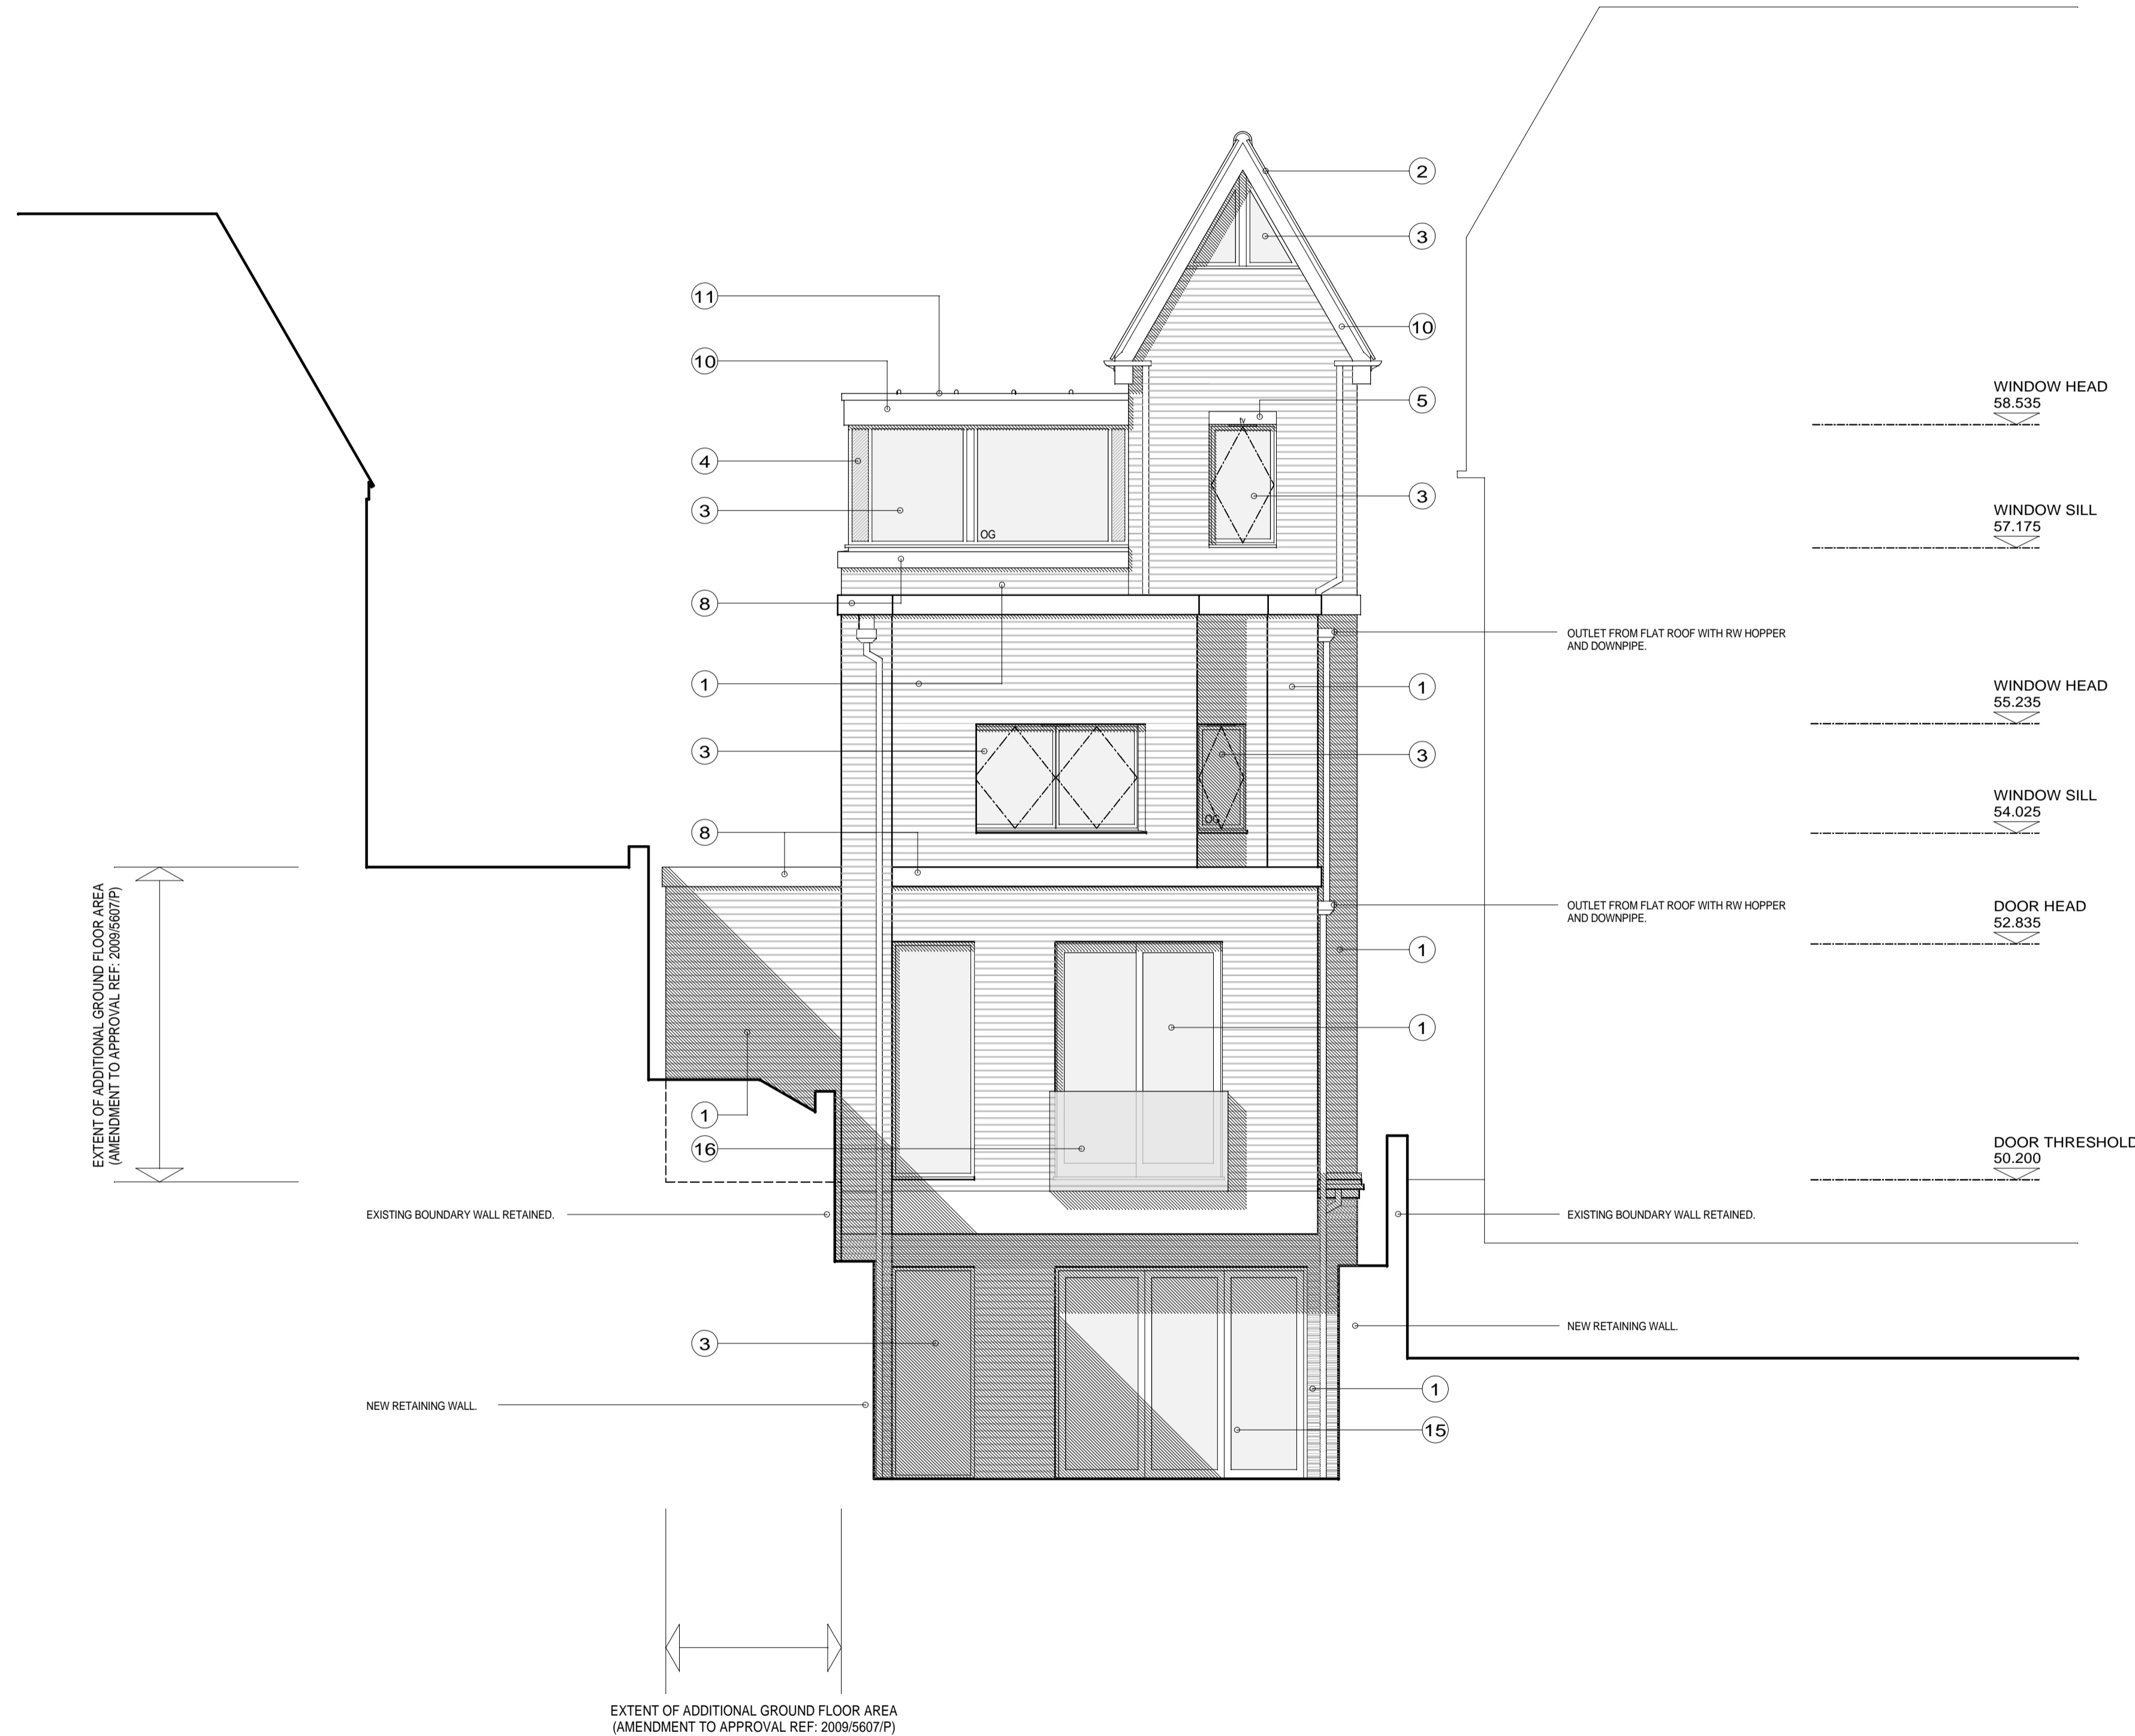 2
3
11
10
10
WINDOW HEAD
58.535
5
tv
4
3
3
WINDOW SILL
57.175
OG
8
OUTLET FROM FLAT ROOF WITH RW HOPPER
AND DOWNPIPE.
1
1
WINDOW HEAD
55.235
3
3
WINDOW SILL
54.025
OG
8
EXTENT OF ADDITIONAL GROUND FLOOR AREA
(AMENDMENT TO APPROVAL REF: 2009/5607/P)
OUTLET FROM FLAT ROOF WITH RW HOPPER
AND DOWNPIPE.
DOOR HEAD
52.835
1
1
1
16
DOOR THRESHOLD
50.200
EXISTING BOUNDARY WALL RETAINED.
EXISTING BOUNDARY WALL RETAINED.
3
NEW RETAINING WALL.
1
NEW RETAINING WALL.
15
EXTENT OF ADDITIONAL GROUND FLOOR AREA
(AMENDMENT TO APPROVAL REF: 2009/5607/P)